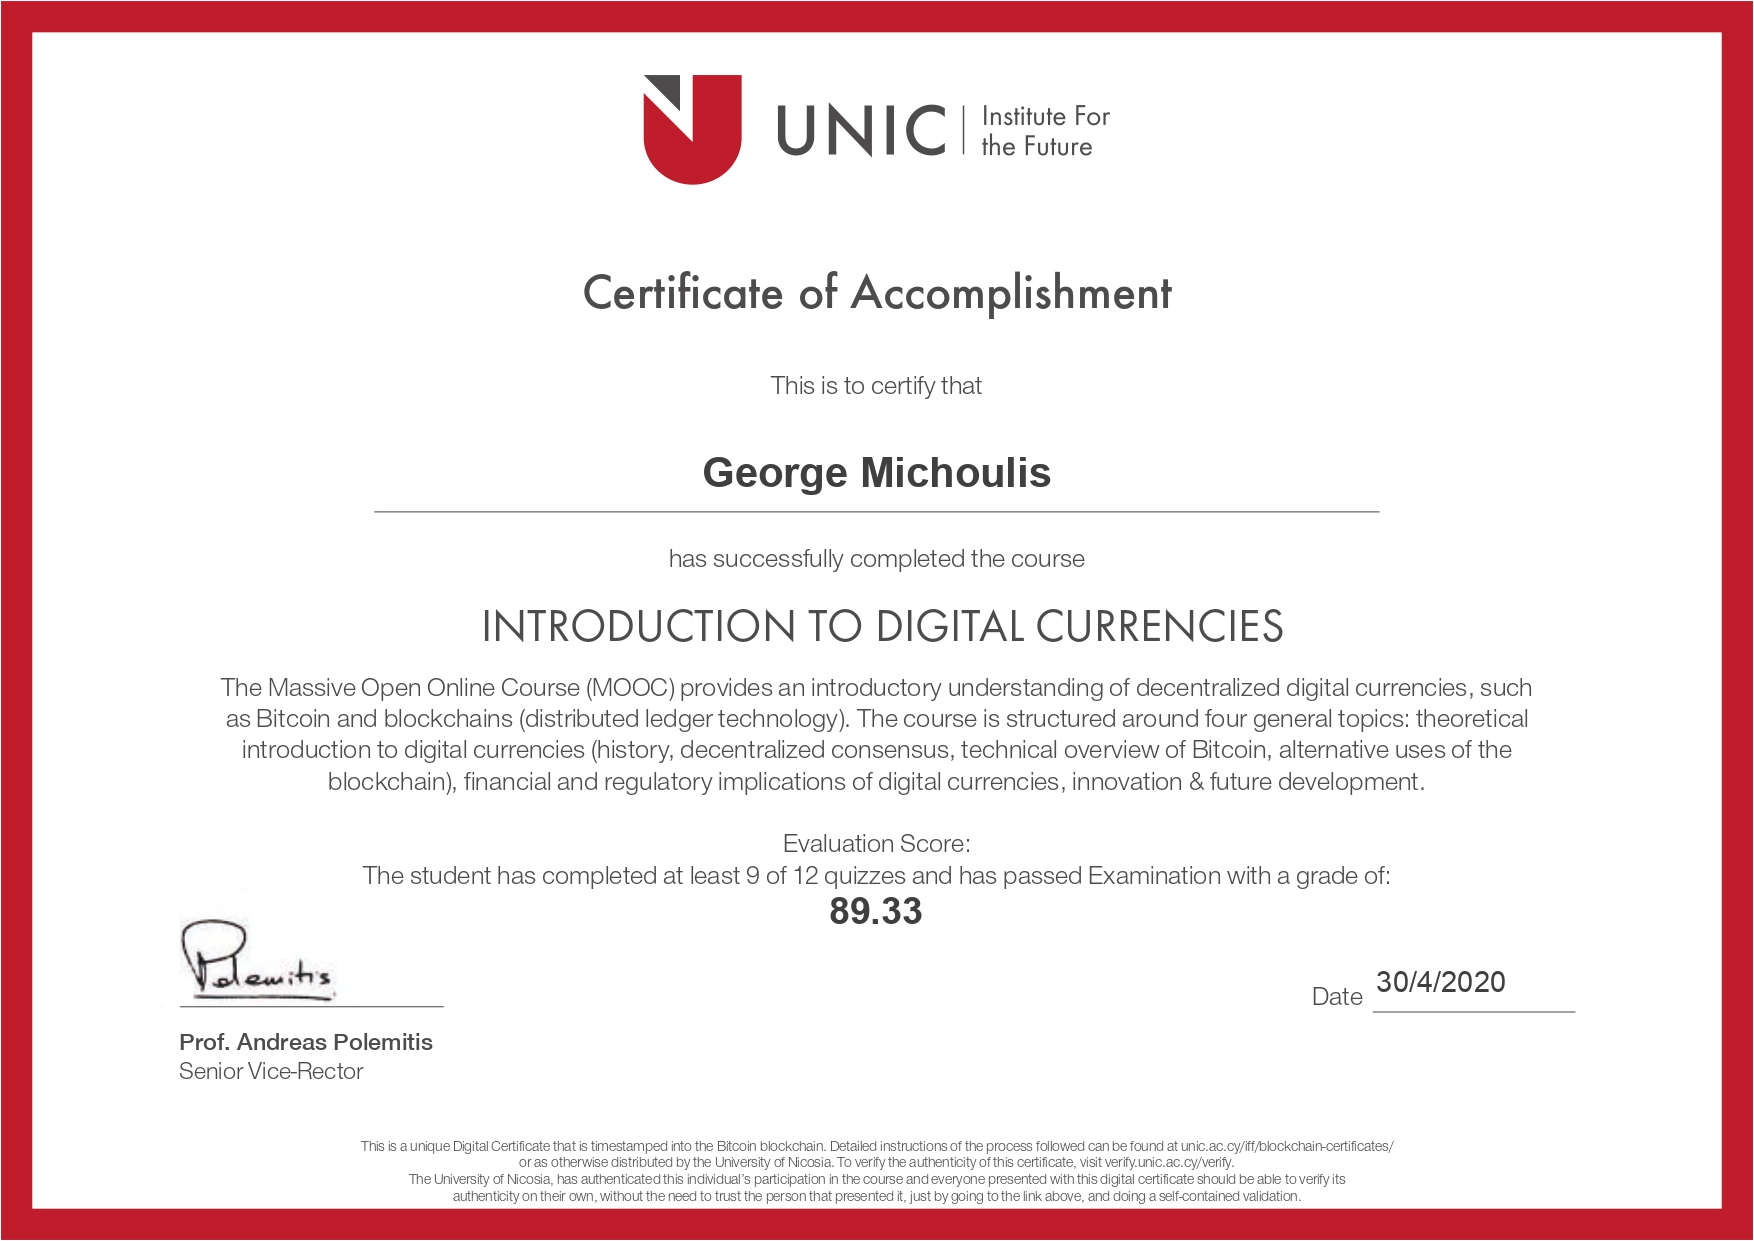 UNIC
Institute For
the Future
Certificate of Accomplishment
This is to certify that
George Michoulis
has successfully completed the course
INTRODUCTION TO DIGITAL CURRENCIES
The Massive Open Online Course (MOOC) provides an introductory understanding of decentralized digital currencies, such
as Bitcoin and blockchains (distributed ledger technology). The course is structured around four general topics: theoretical
introduction to digital currencies (history, decentralized consensus, technical overview of Bitcoin, alternative uses of the
blockchain), financial and regulatory implications of digital currencies, innovation & future development.
Evaluation Score:
The student has completed at least 9 of 12 quizzes and has passed Examination with a grade of:
89.33
Polemitis
Date 30/4/2020
Prof. Andreas Polemitis
Senior Vice-Rector
This is a unique Digital Certificate that is timestamped into the Bitcoin blockchain. Detailed instructions of the process followed can be found at unic.ac.cy/iff/blockchain-certificates/
or as otherwise distributed by the University of Nicosia. To verify the authenticity of this certificate, visit verify.unic.ac.cy/verify.
The University of Nicosia, has authenticated this individual's participation in the course and everyone presented with this digital certificate should be able to verify its
authenticity on their own, without the need to trust the person that presented it, just by going to the link above, and doing a self-contained validation.